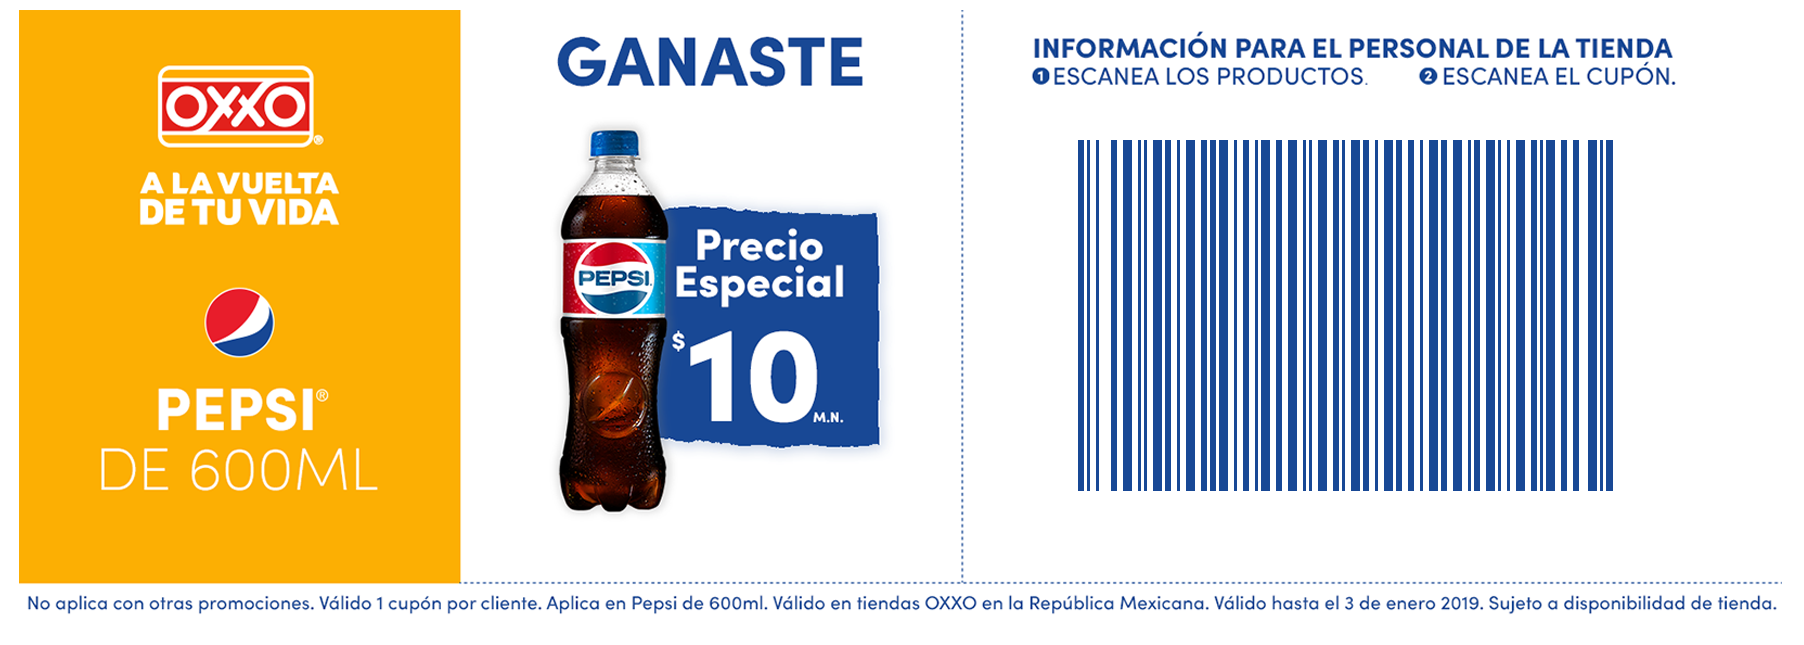 OXXO®
A LA VUELTA
DE TU VIDA
PEPSI®
DE 600ML
GANASTE
PEPSI
Precio
Especial
$10 M.N.
INFORMACIÓN PARA EL PERSONAL DE LA TIENDA
1 ESCANEA LOS PRODUCTOS. 2 ESCANEA EL CUPÓN.
No aplica con otras promociones. Válido 1 cupón por cliente. Aplica en Pepsi de 600ml. Válido en tiendas OXXO en la República Mexicana. Válido hasta el 3 de enero 2019. Sujeto a disponibilidad de tienda.